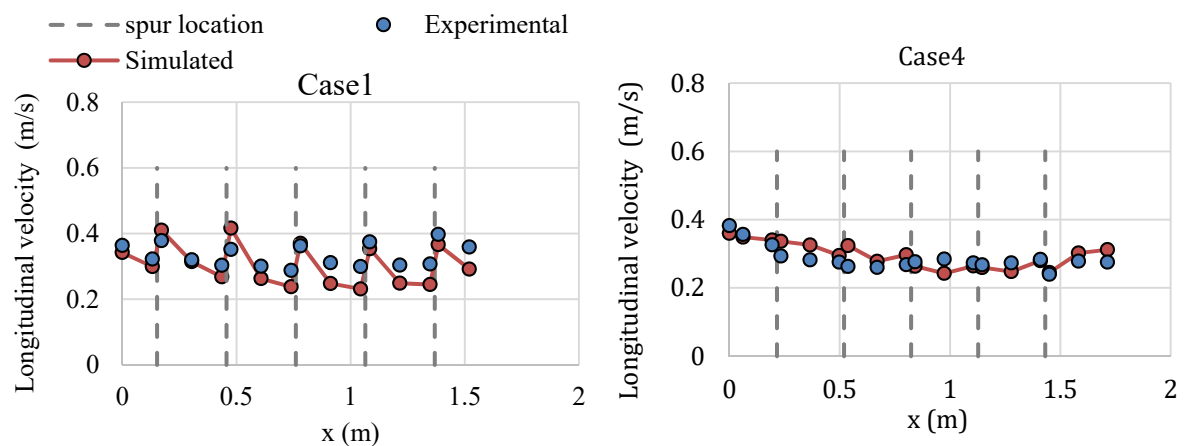 spur location
Experimental
Simulated
Case1
Longitudinal velocity (m/s)
0.8
0.6
0.4
0.2
0
0 0.5 1 1.5 2
x (m)
Case4
Longitudinal velocity (m/s)
0.8
0.6
0.4
0.2
0
0 0.5 1 1.5 2
x (m)